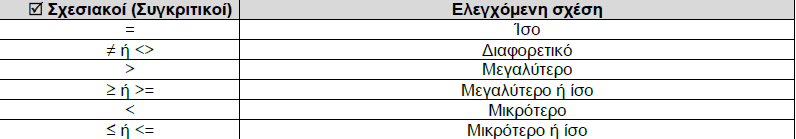 ☑ Σχεσιακοί (Συγκριτικοί) Ελεγχόμενη σχέση
= Ίσο
≠ ή <> Διαφορετικό
> Μεγαλύτερο
≥ ή >= Μεγαλύτερο ή ίσο
< Μικρότερο
≤ ή <= Μικρότερο ή ίσο